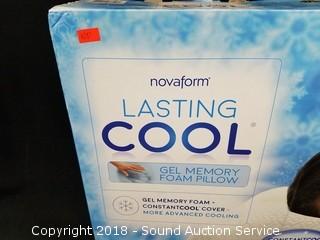 novaform®
LASTING
COOL®
GEL MEMORY
FOAM PILLOW
GEL MEMORY FOAM +
CONSTANTCOOL™ COVER =
MORE ADVANCED COOLING
CONSTANTCOOL
Copyright 2018 - Sound Auction Service